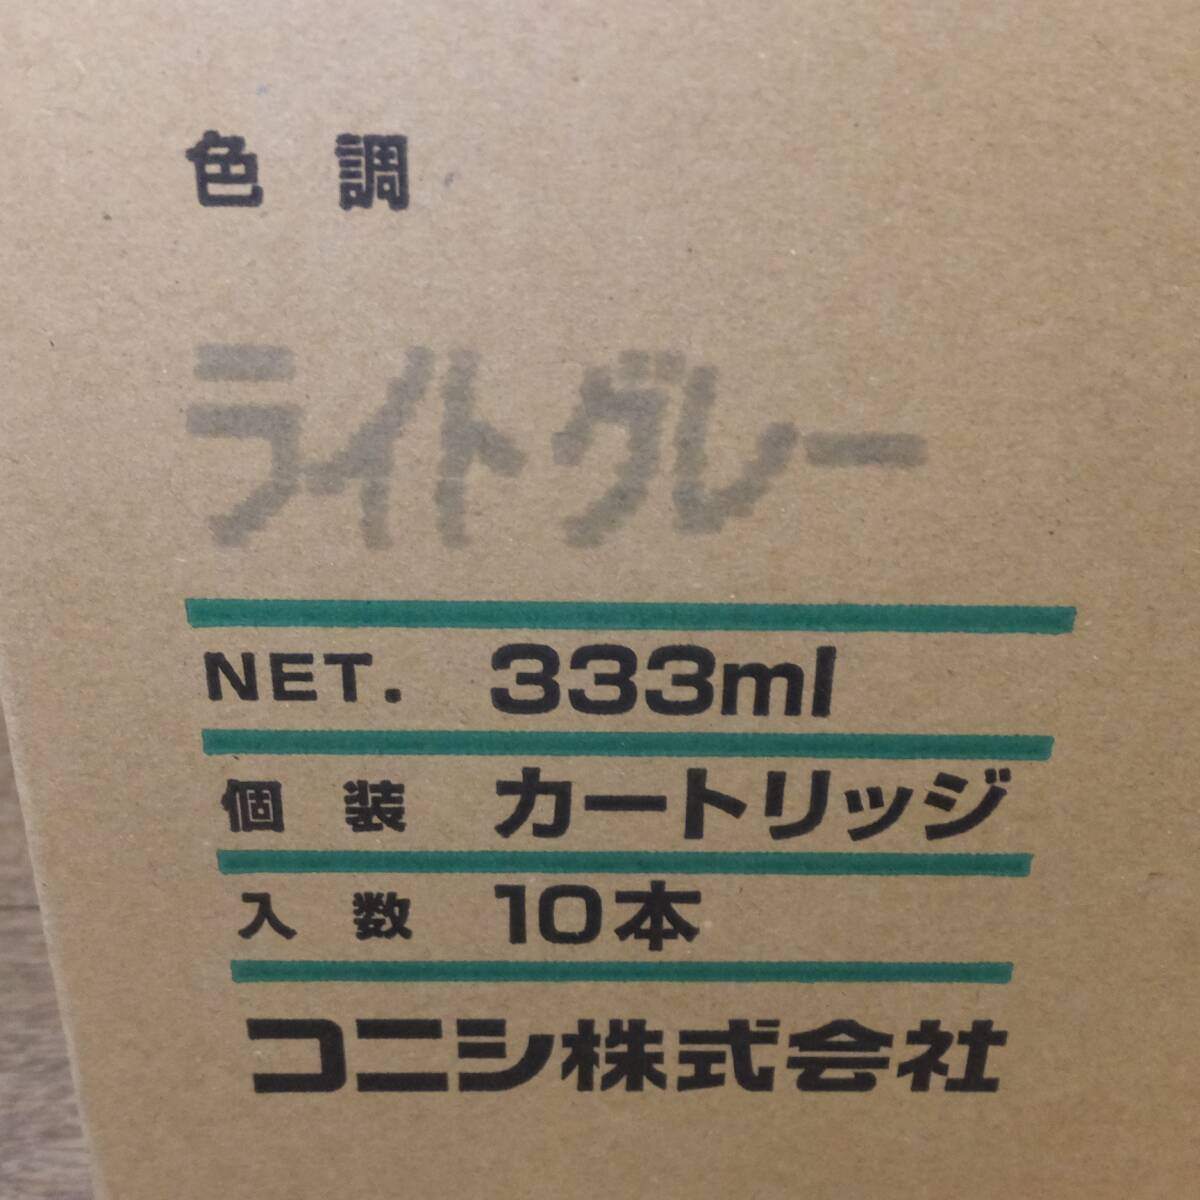 色調
ライトグレー
NET. 333ml
個装 カートリッジ
入数 10本
コニシ株式会社